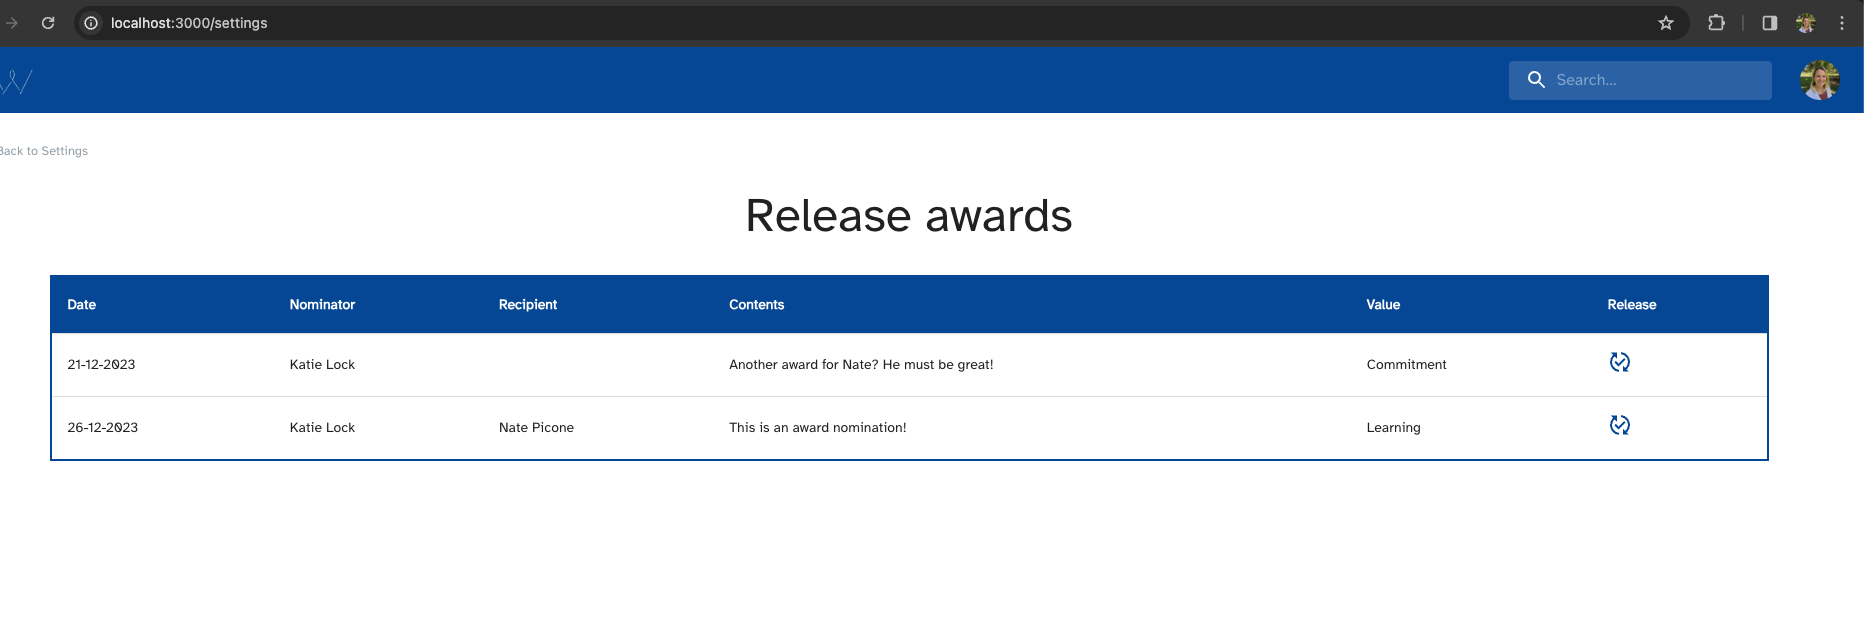 localhost:3000/settings
Search...
Back to Settings
Release awards
Date Nominator Recipient Contents Value Release
21-12-2023 Katie Lock Another award for Nate? He must be great! Commitment
26-12-2023 Katie Lock Nate Picone This is an award nomination! Learning